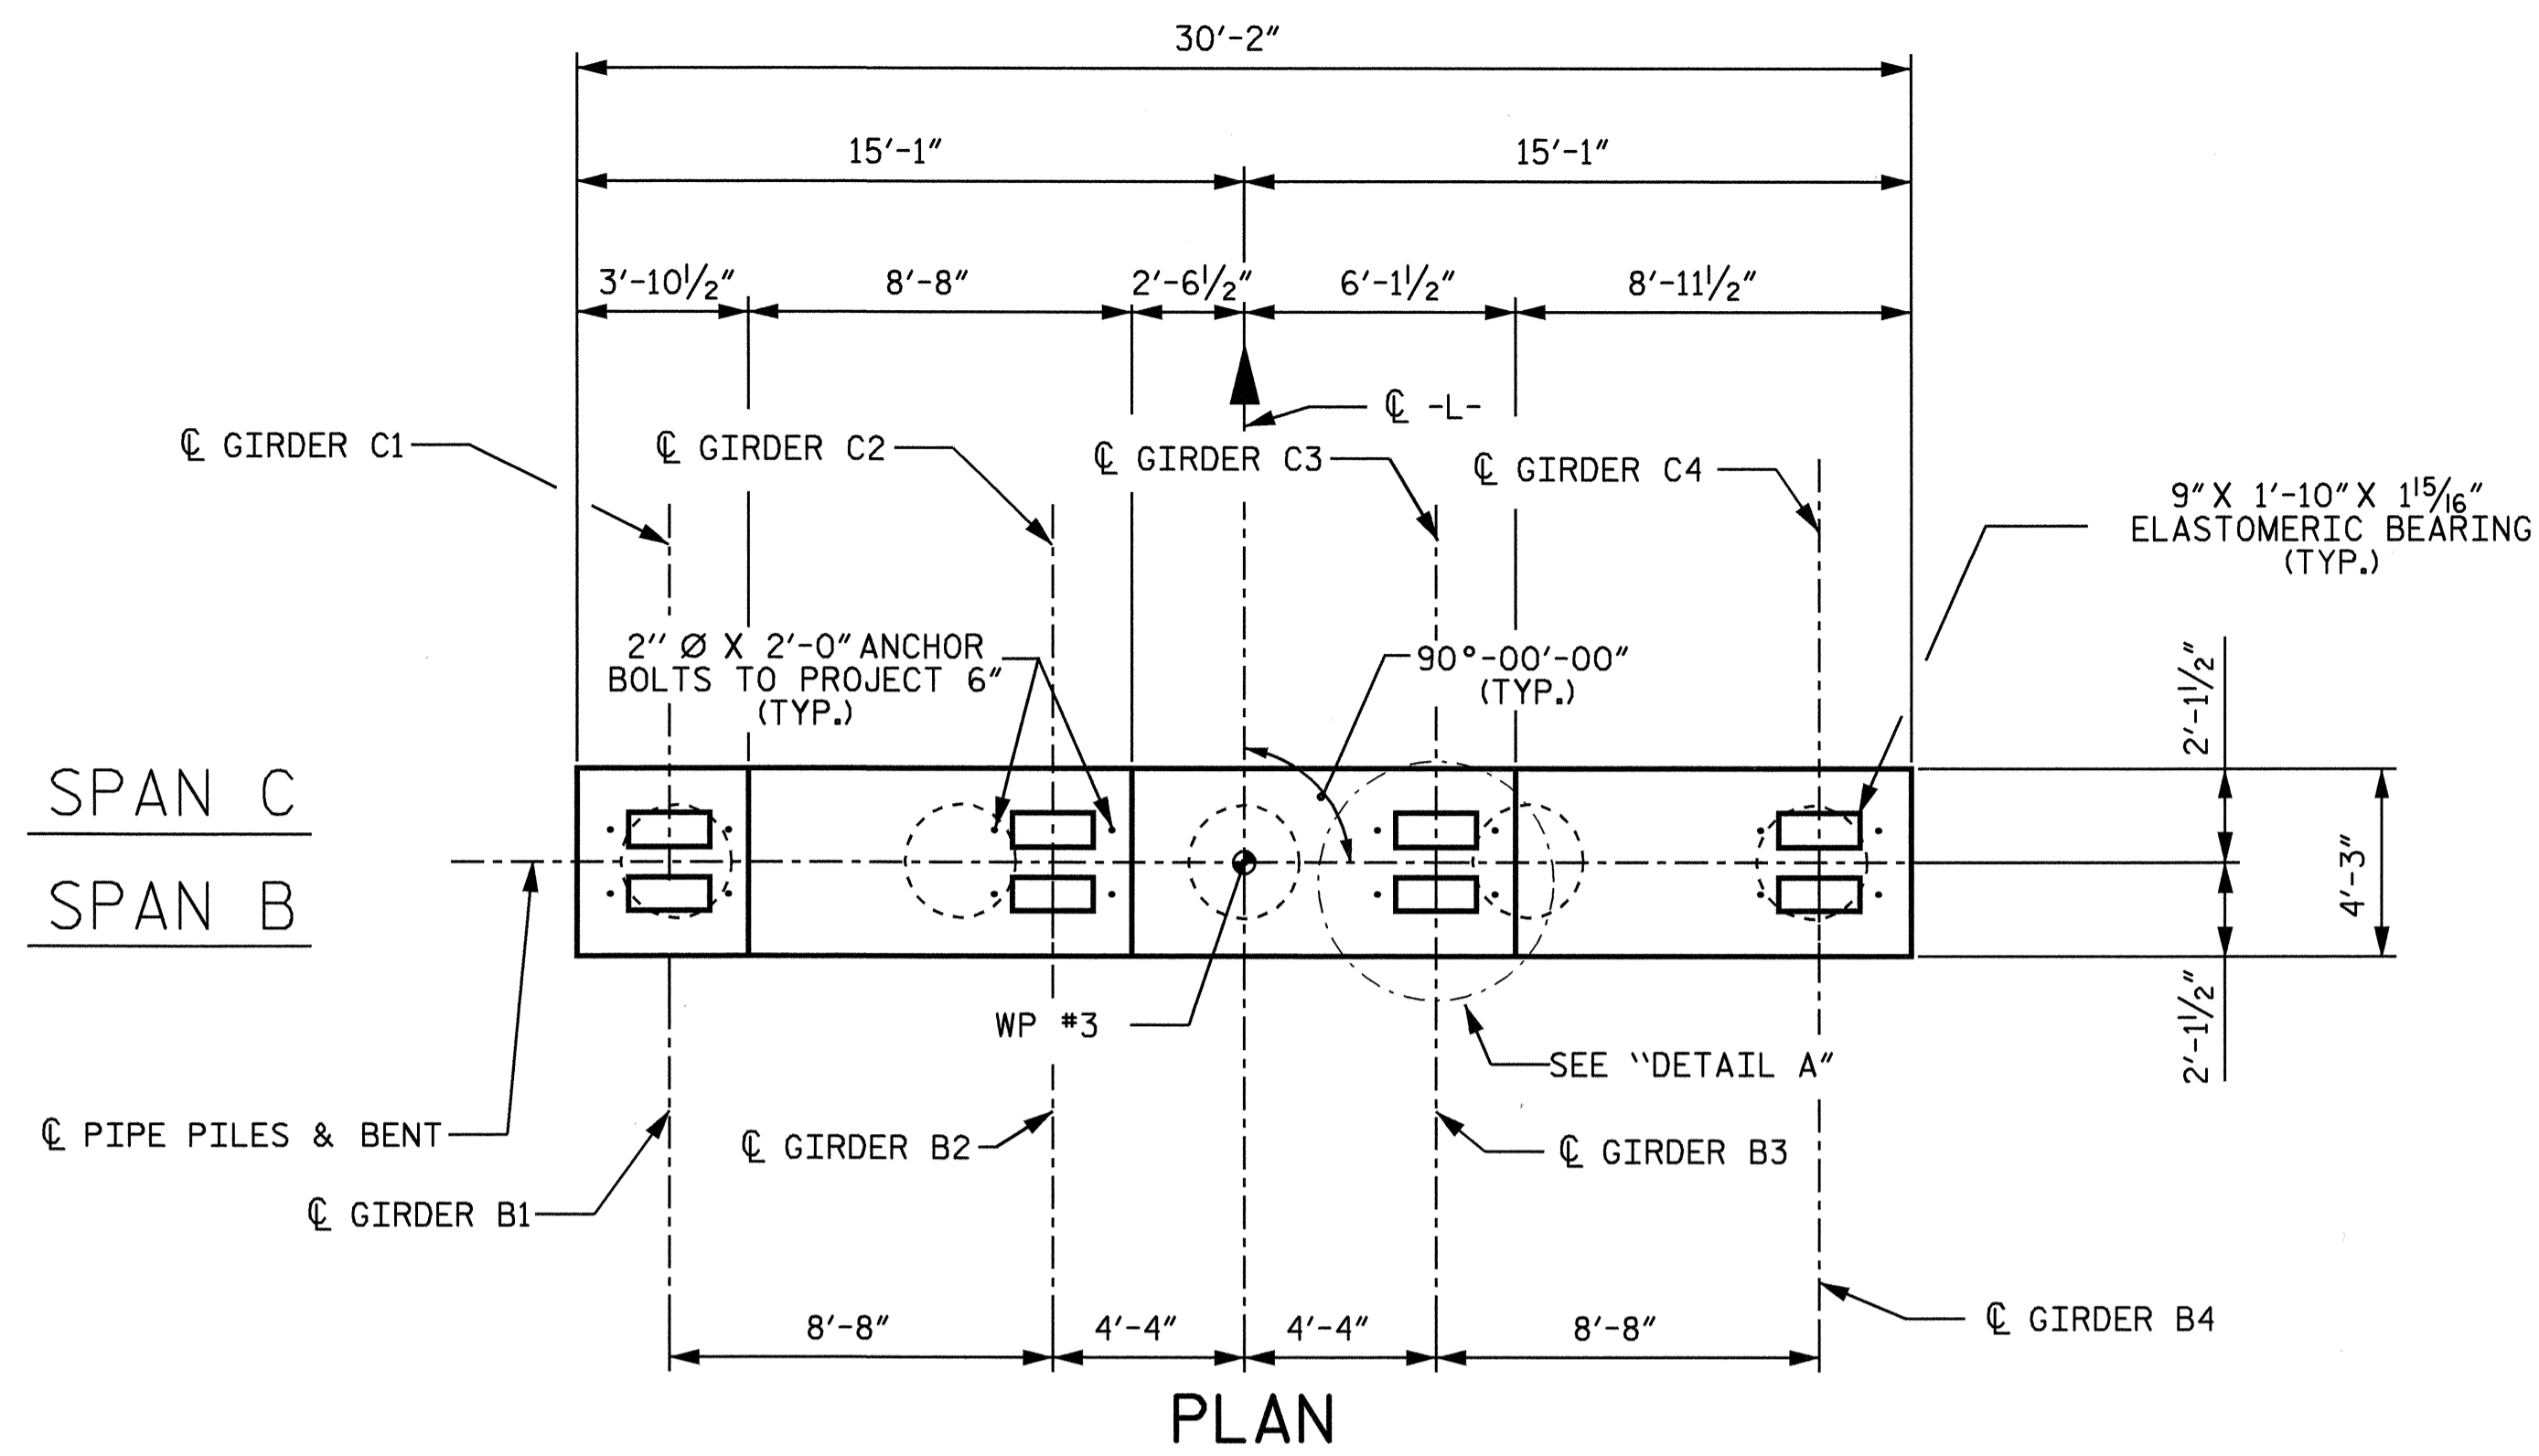 30'-2"
15'-1"
15'-1"
3'-10½"
8'-8"
2'-6½"
6'-1½"
8'-11½"
℄ -L-
℄ GIRDER C1
℄ GIRDER C2
℄ GIRDER C3
℄ GIRDER C4
9" X 1'-10" X 1 15/16"
ELASTOMERIC BEARING
(TYP.)
2" Ø X 2'-0" ANCHOR
BOLTS TO PROJECT 6"
(TYP.)
90°-00'-00"
(TYP.)
2'-1½"
SPAN C
SPAN B
4'-3"
2'-1½"
WP #3
SEE "DETAIL A"
℄ PIPE PILES & BENT
℄ GIRDER B2
℄ GIRDER B3
℄ GIRDER B1
℄ GIRDER B4
8'-8"
4'-4"
4'-4"
8'-8"
PLAN